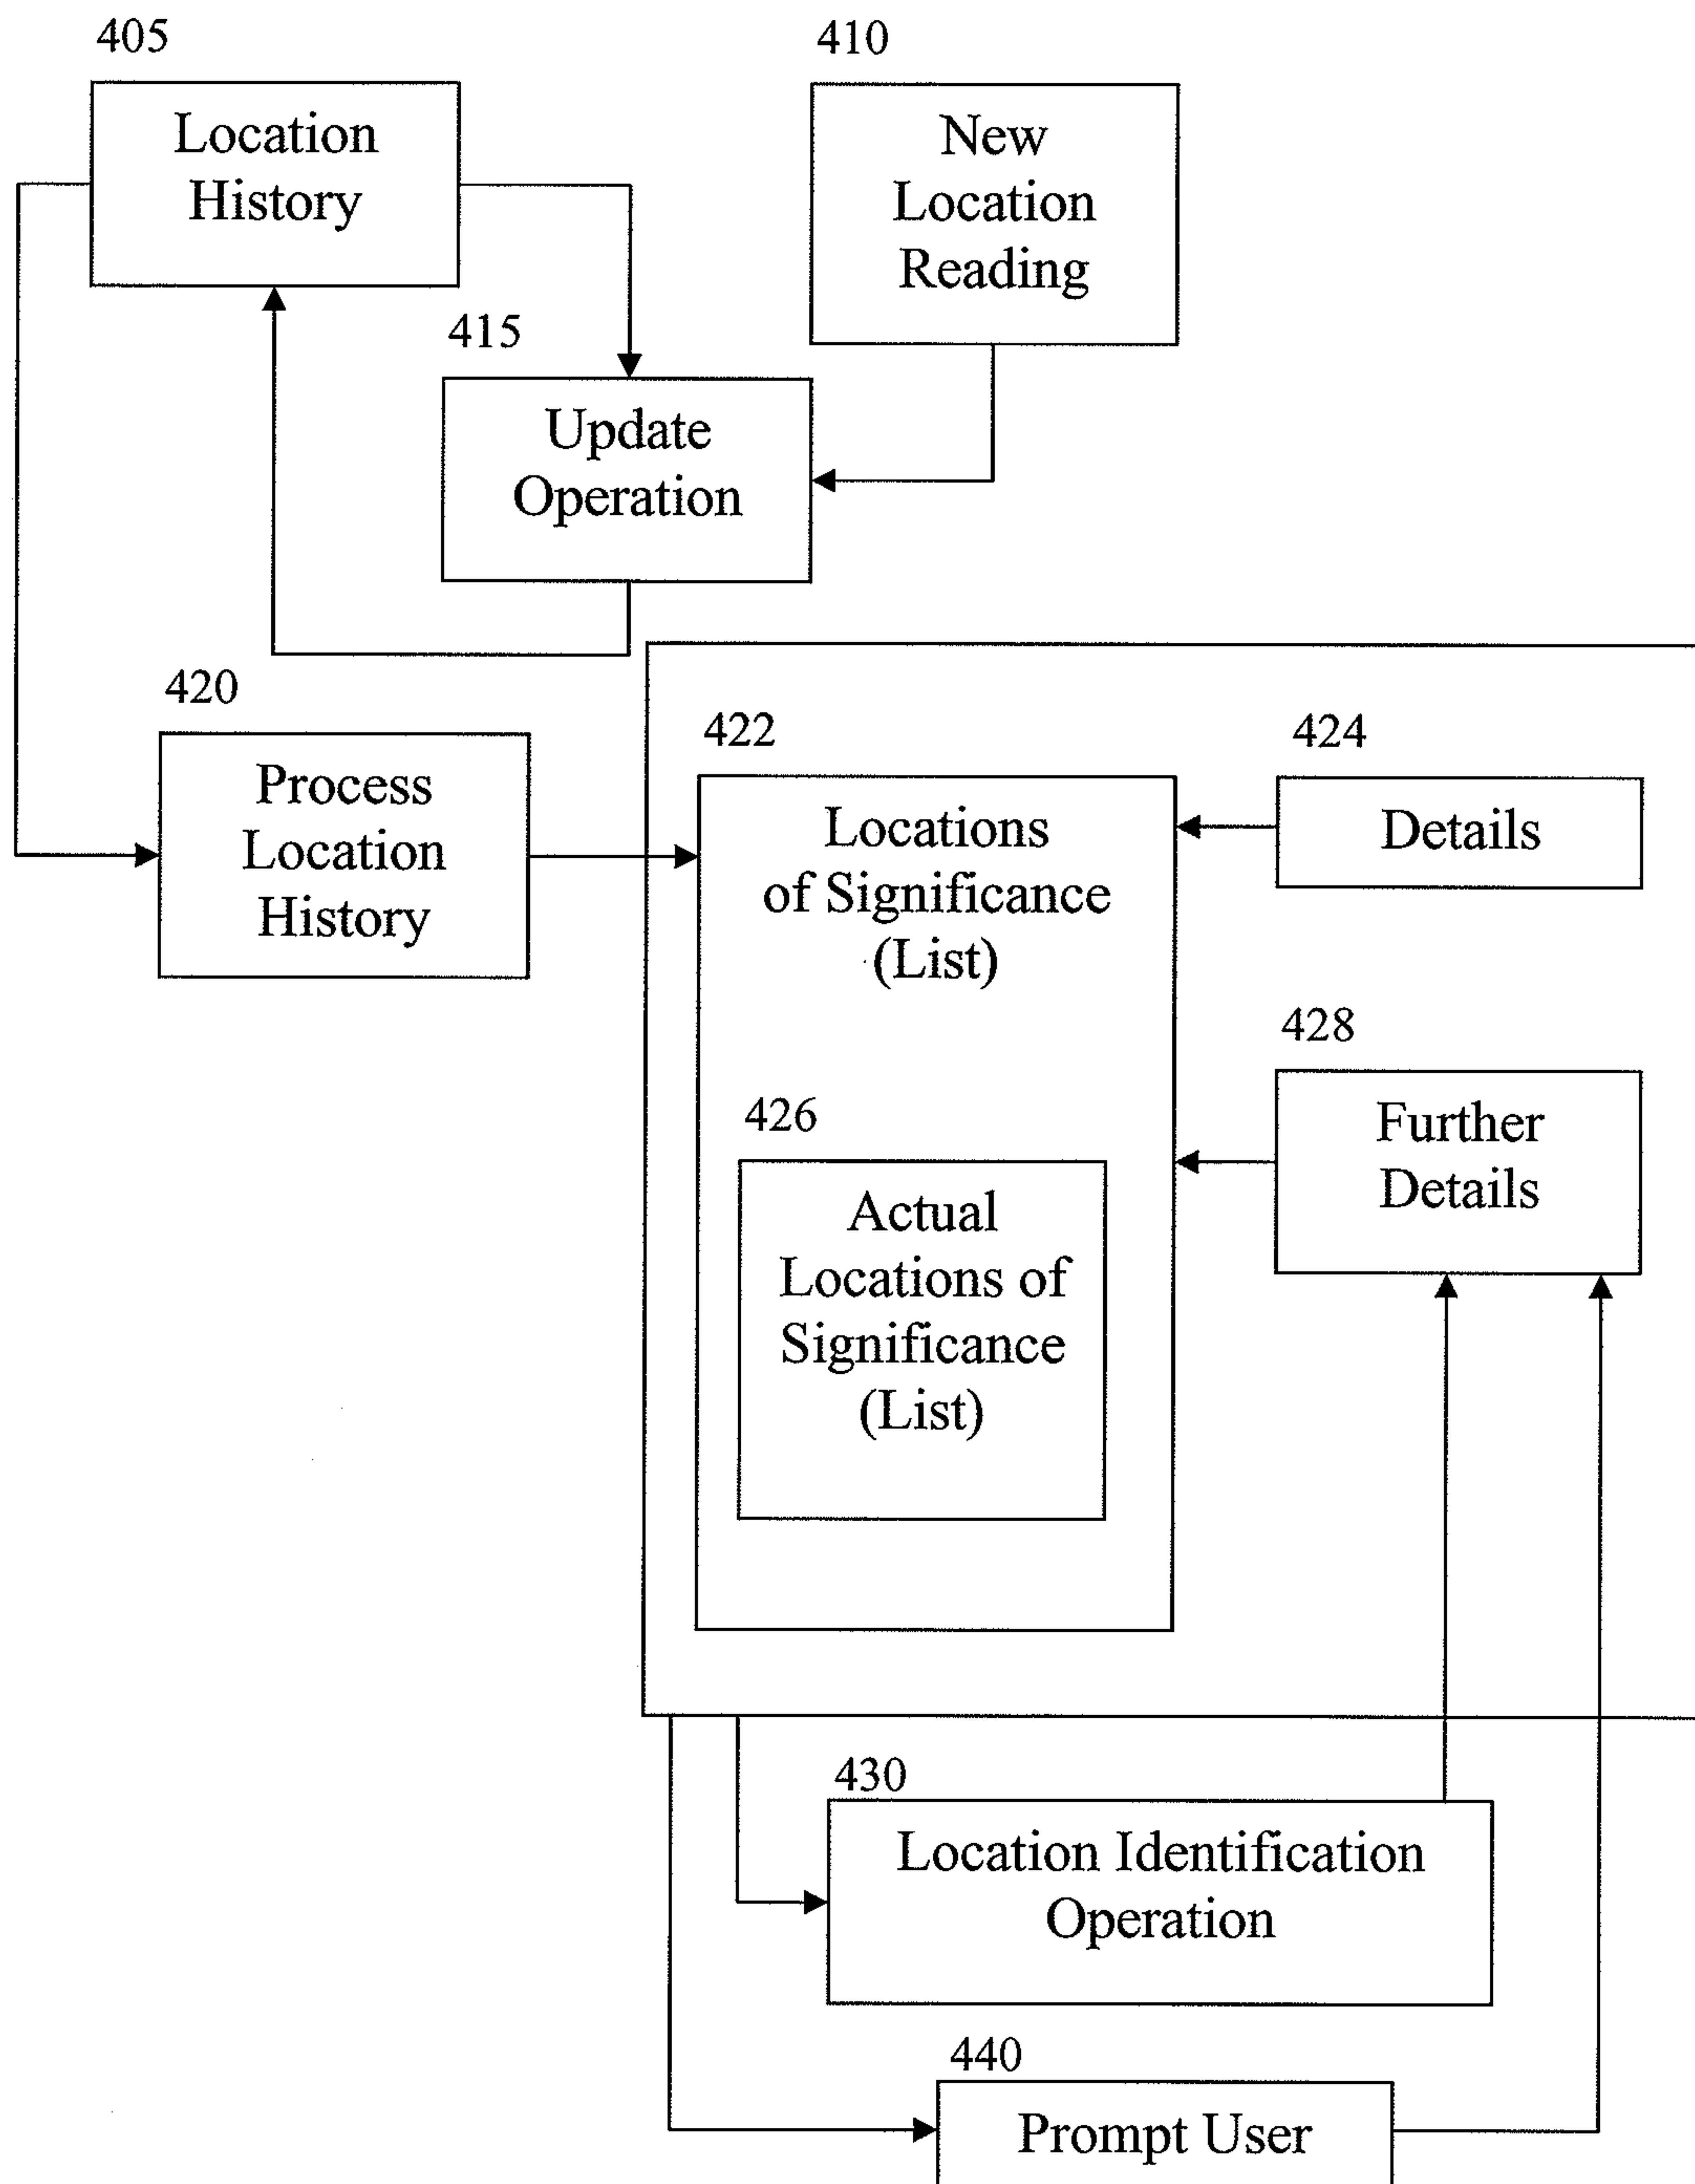 405
Location
History
410
New
Location
Reading
415
Update
Operation
420
Process
Location
History
422
Locations
of Significance
(List)
424
Details
426
Actual
Locations of
Significance
(List)
428
Further
Details
430
Location Identification
Operation
440
Prompt User